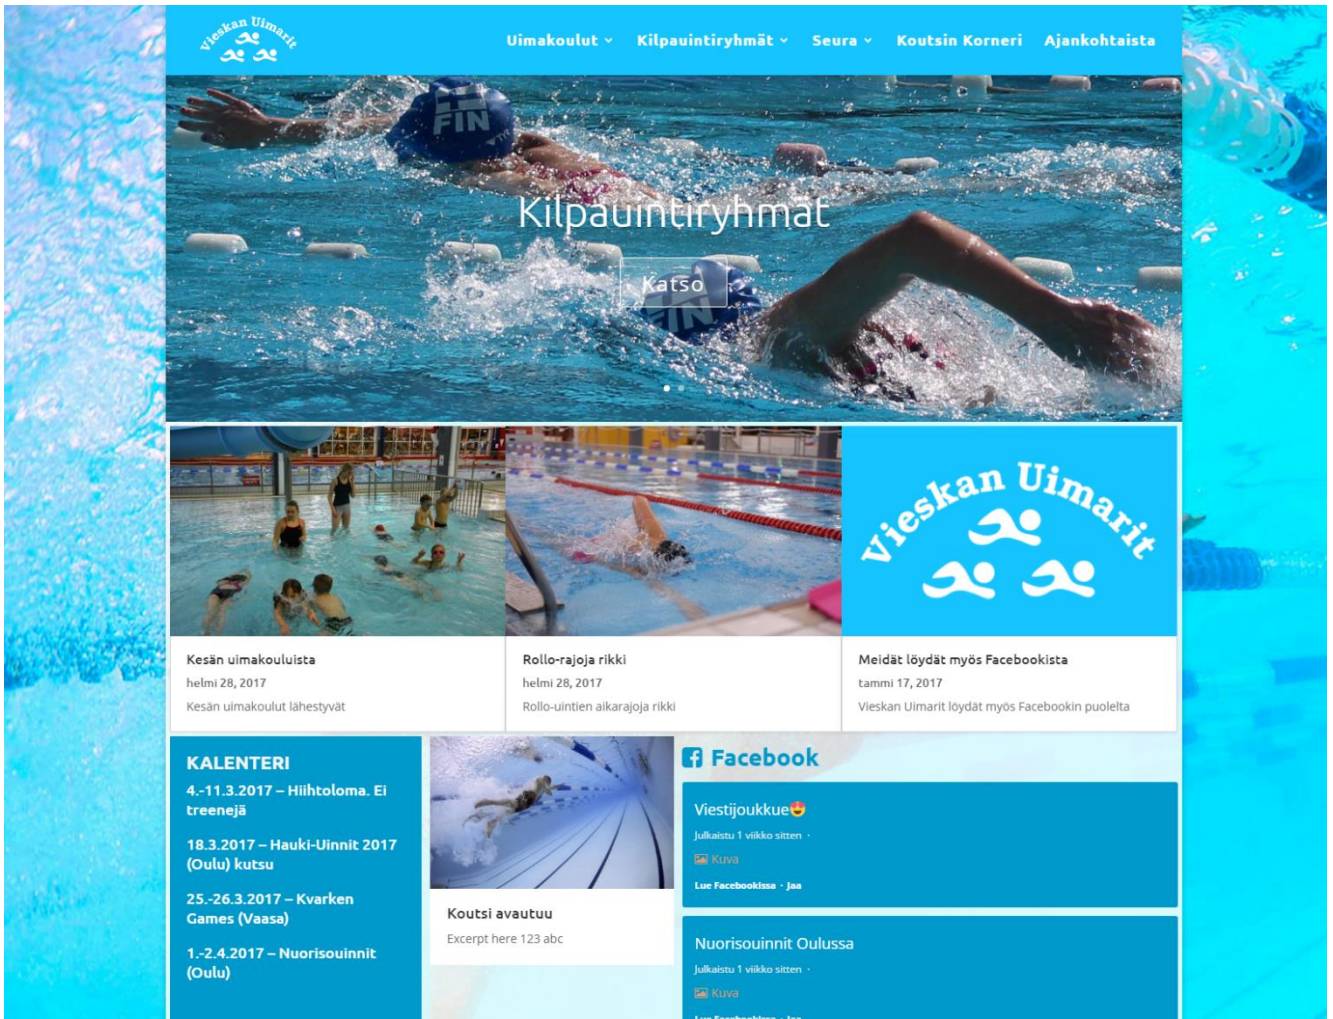 Vieskan Uimarit
Uimakoulut
Kilpauintiryhmät
Seura
Koutsin Korneri
Ajankohtaista
FIN
Kilpauintiryhmät
Katso
FIN
Vieskan Uimarit
Kesän uimakouluista
helmi 28, 2017
Kesän uimakoulut lähestyvät
Rollo-rajoja rikki
helmi 28, 2017
Rollo-uintien aikarajoja rikki
Meidät löydät myös Facebookista
tammi 17, 2017
Vieskan Uimarit löydät myös Facebookin puolelta
KALENTERI
4.-11.3.2017 – Hiihtoloma. Ei
treenejä
18.3.2017 – Hauki-Uinnit 2017
(Oulu) kutsu
25.-26.3.2017 – Kvarken
Games (Vaasa)
1.-2.4.2017 – Nuorisouinnit
(Oulu)
Koutsi avautuu
Excerpt here 123 abc
Facebook
Viestijoukkue😍
Julkaistu 1 viikko sitten ·
Kuva
Lue Facebookissa · Jaa
Nuorisouinnit Oulussa
Julkaistu 1 viikko sitten ·
Kuva
Lue Facebookissa · Jaa